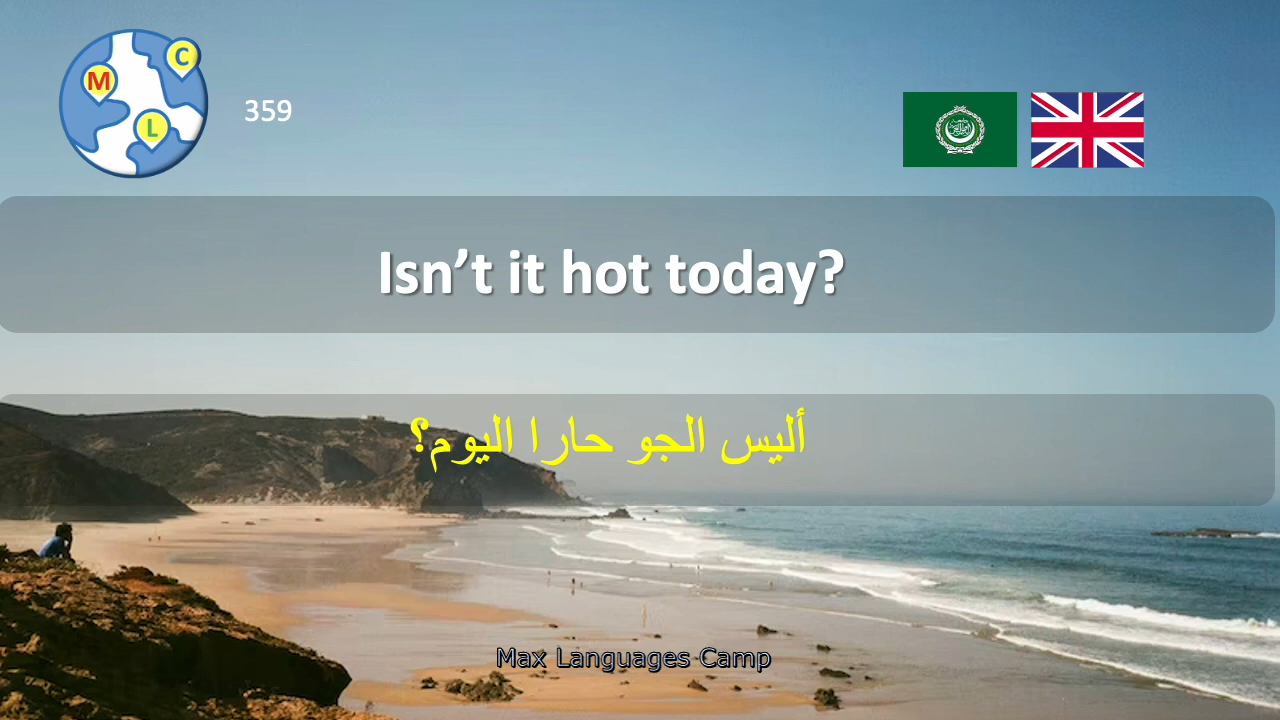 C
M
L
359
Isn’t it hot today?
أليس الجو حارا اليوم؟
Max Languages Camp